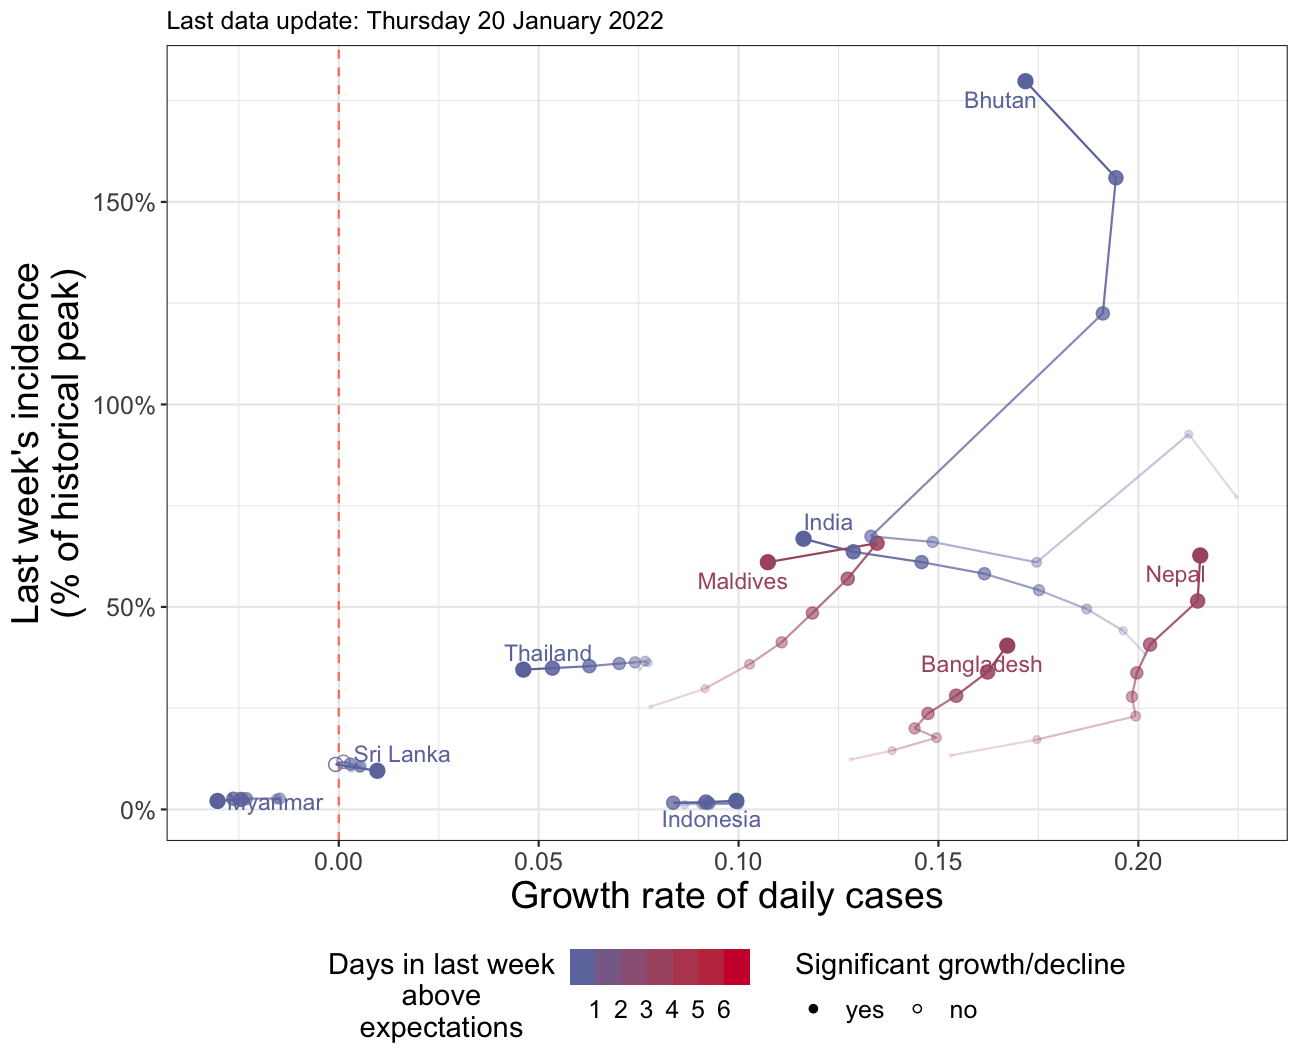 Last data update: Thursday 20 January 2022
Last week's incidence
(% of historical peak)
150%
100%
50%
0%
Bhutan
India
Maldives
Nepal
Thailand
Bangladesh
Sri Lanka
Myanmar
Indonesia
0.00 0.05 0.10 0.15 0.20
Growth rate of daily cases
Days in last week
above
expectations
1 2 3 4 5 6
Significant growth/decline
yes no